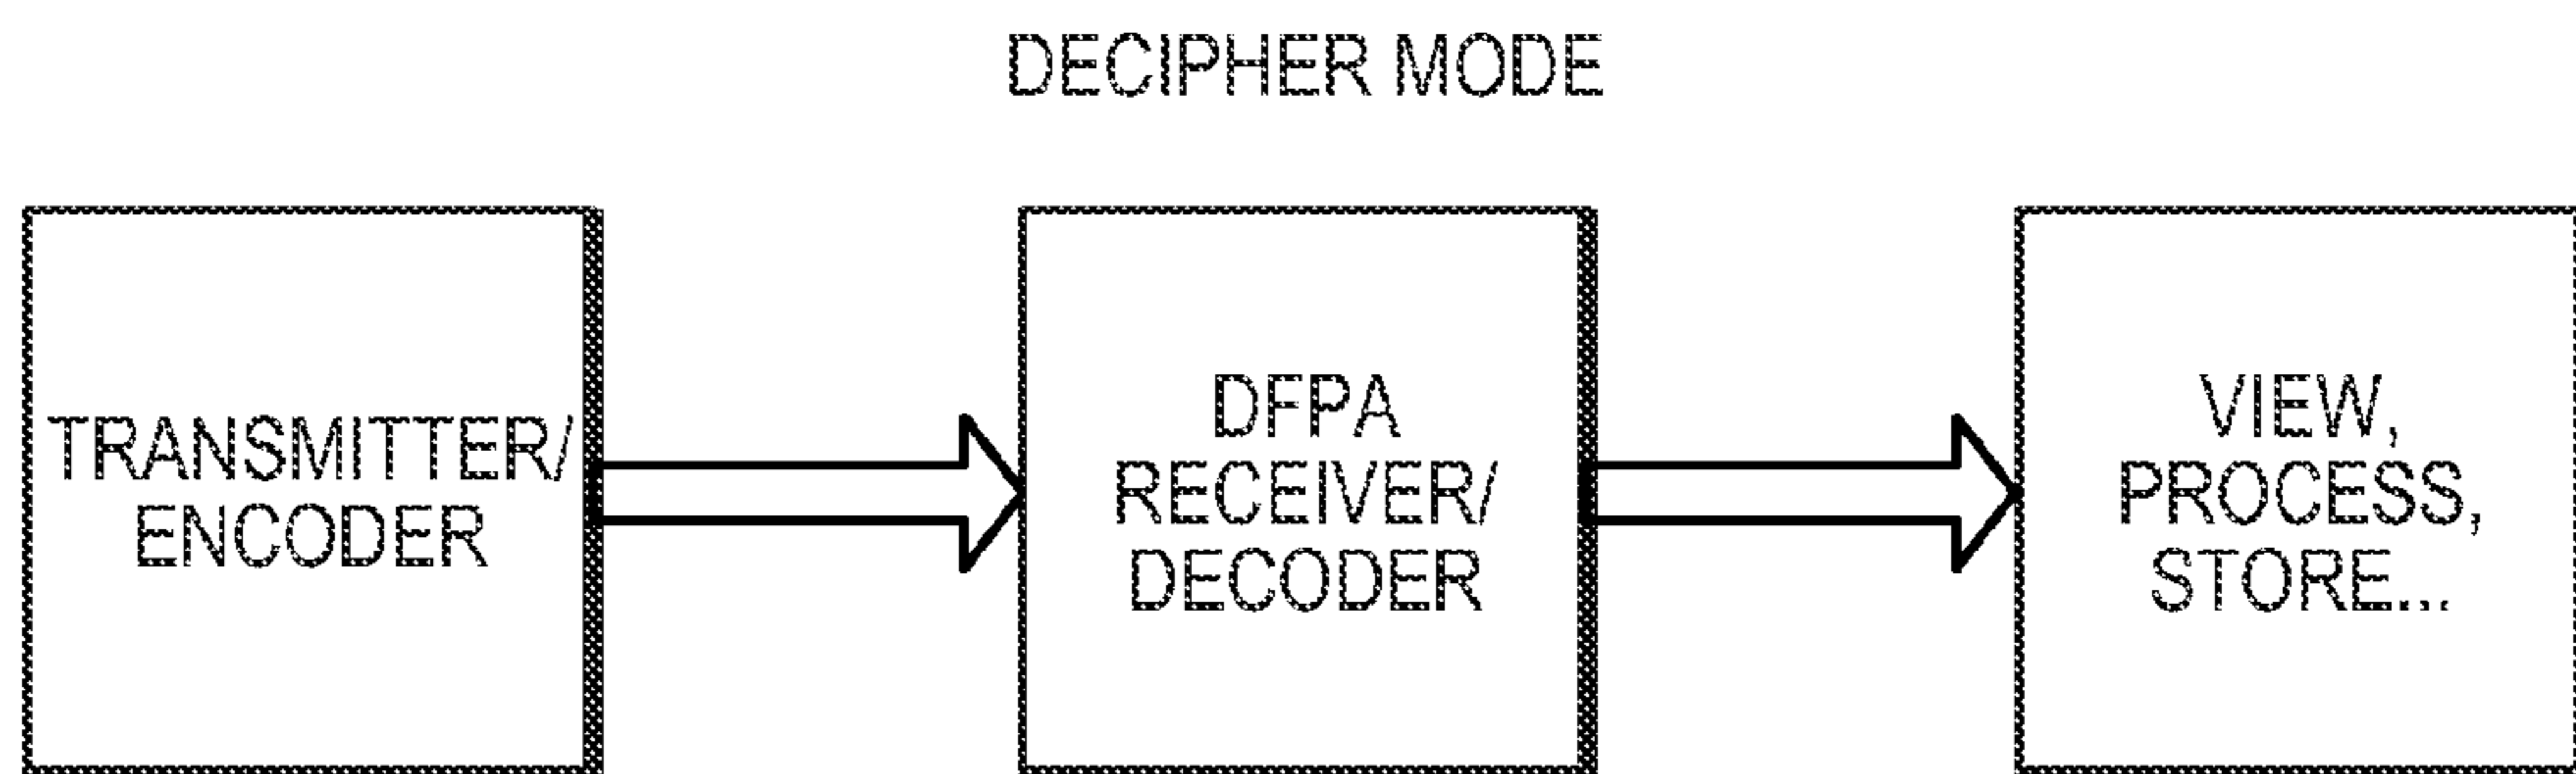 DECIPHER MODE
TRANSMITTER/
ENCODER
DFPA
RECEIVER/
DECODER
VIEW,
PROCESS,
STORE...